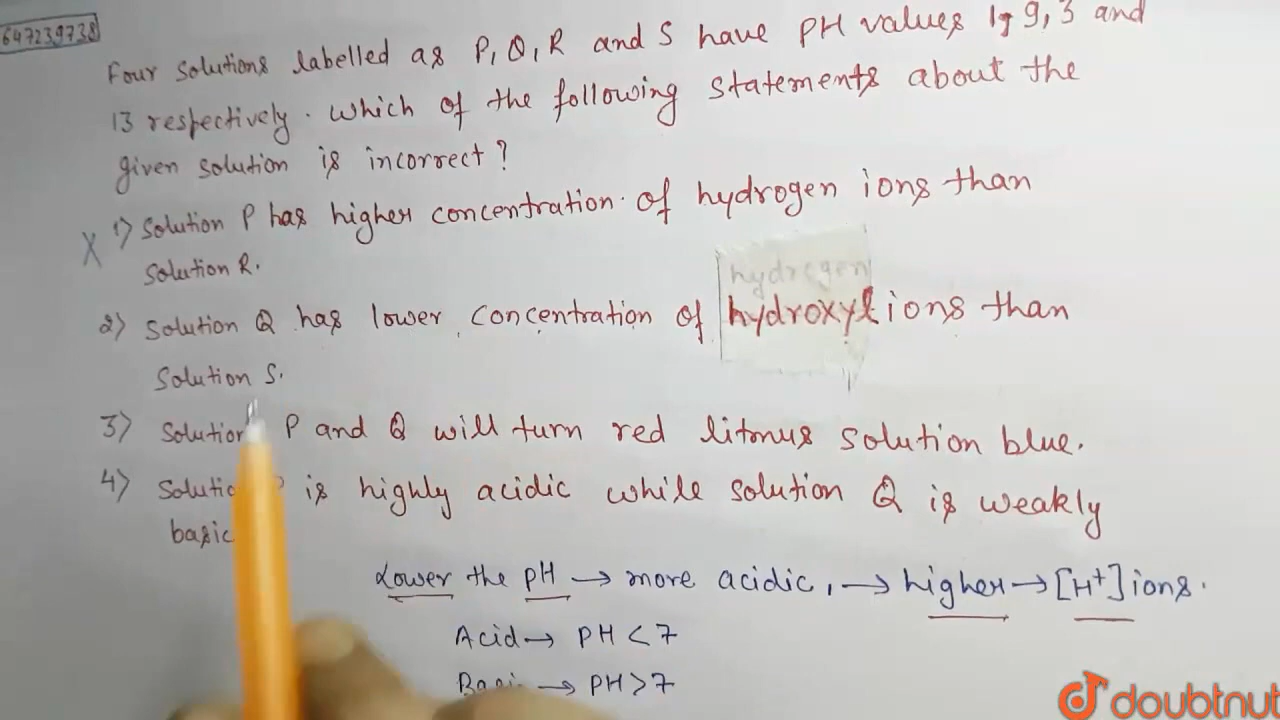 647239738
Four solutions labelled as P, Q, R and S have PH values 1, 9, 3 and
13 respectively. which of the following statements about the
given solution is incorrect?
X 1) Solution P has higher concentration of hydrogen ions than
Solution R.
hydrogen
2) Solution Q has lower concentration of hydroxyl ions than
Solution S.
3) Solution P and Q will turn red litmus solution blue.
4) is highly acidic while solution Q is weakly
basic
Lower the pH → more acidic, → higher → [H+] ions.
Acid → PH < 7
→ PH > 7
doubtnut